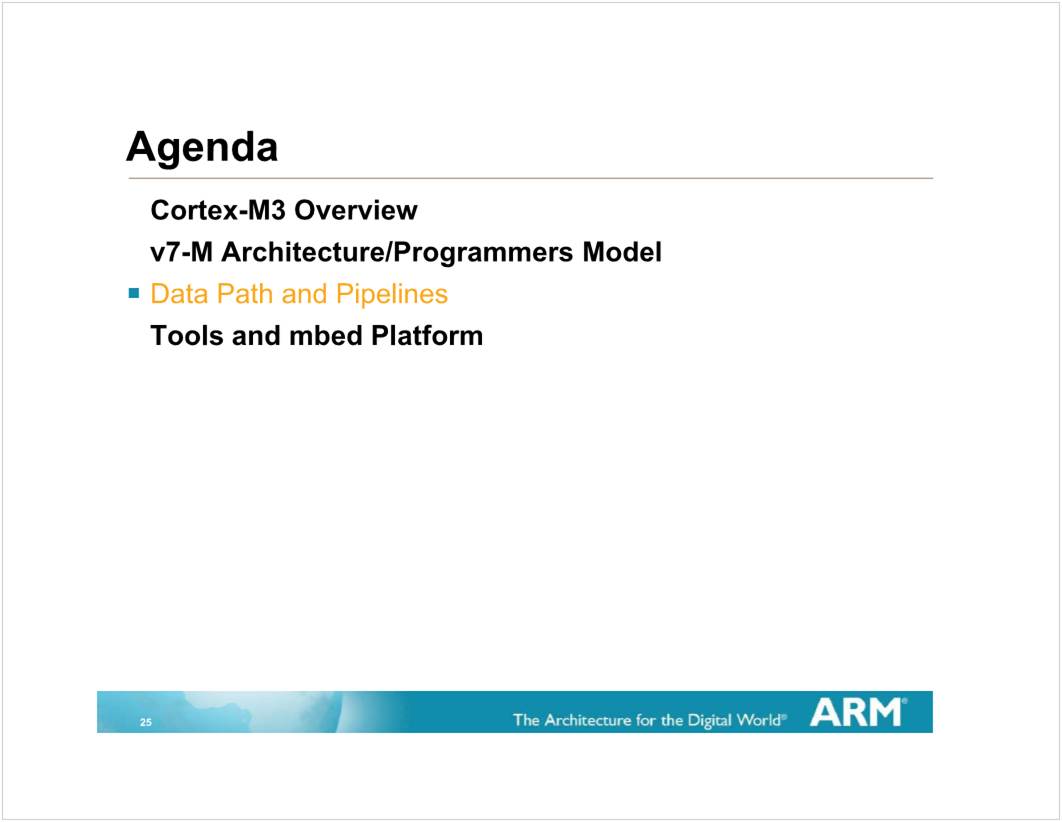 Agenda
Cortex-M3 Overview
v7-M Architecture/Programmers Model
Data Path and Pipelines
Tools and mbed Platform
25
The Architecture for the Digital World®
ARM®